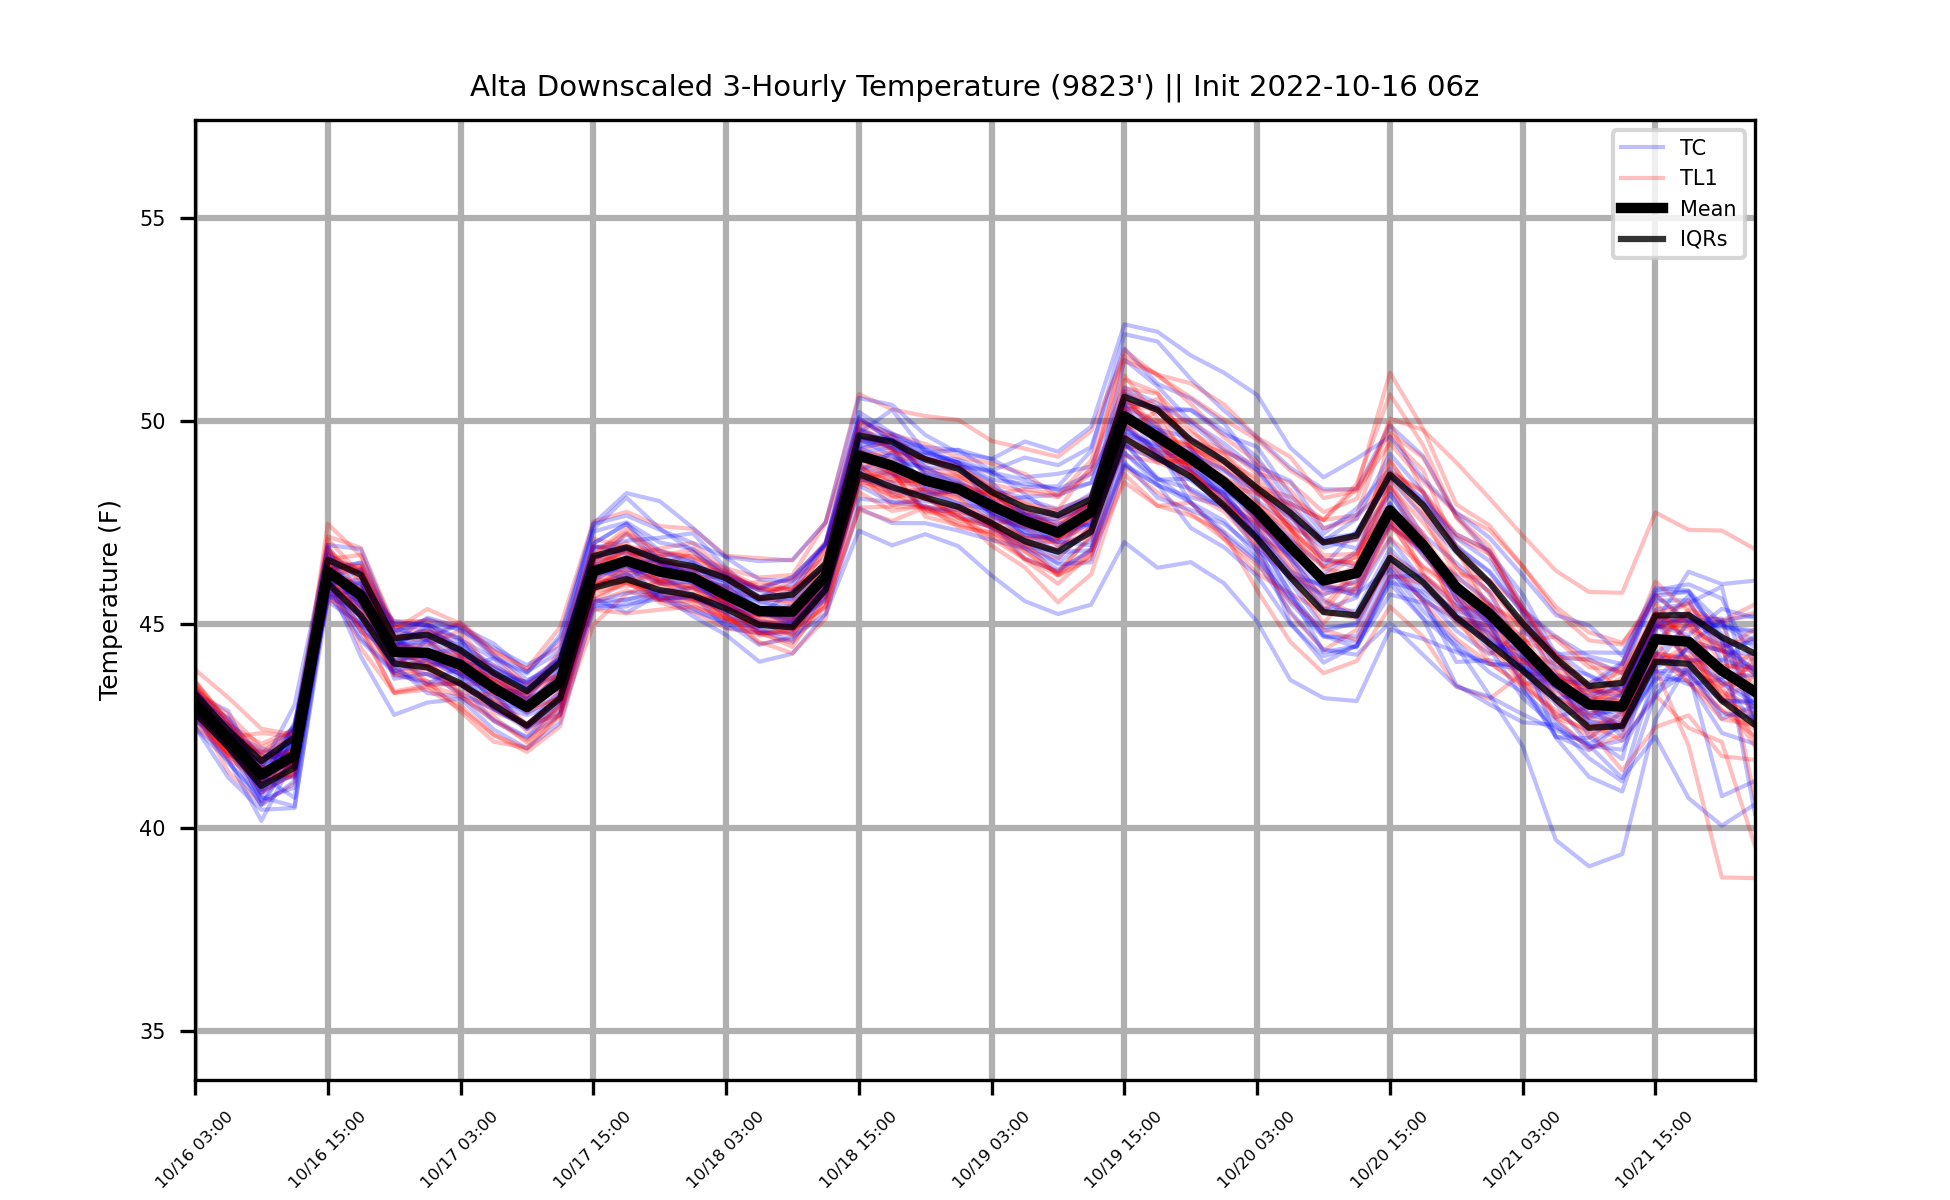 Alta Downscaled 3-Hourly Temperature (9823') || Init 2022-10-16 06z
TC
TL1
Mean
IQRs
Temperature (F)
55
50
45
40
35
10/16 03:00
10/16 15:00
10/17 03:00
10/17 15:00
10/18 03:00
10/18 15:00
10/19 03:00
10/19 15:00
10/20 03:00
10/20 15:00
10/21 03:00
10/21 15:00